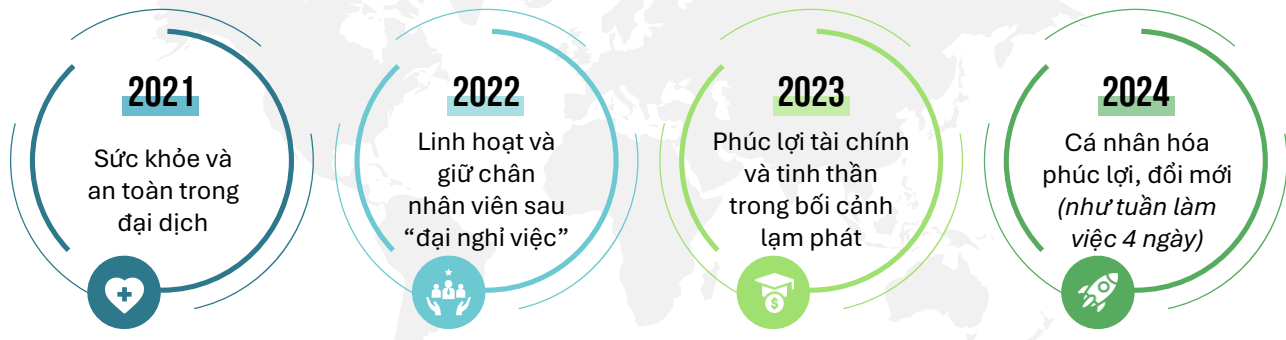 2021
Sức khỏe và
an toàn trong
đại dịch
2022
Linh hoạt và
giữ chân
nhân viên sau
“đại nghỉ việc”
2023
Phúc lợi tài chính
và tinh thần
trong bối cảnh
lạm phát
2024
Cá nhân hóa
phúc lợi, đổi mới
(như tuần làm
việc 4 ngày)
$